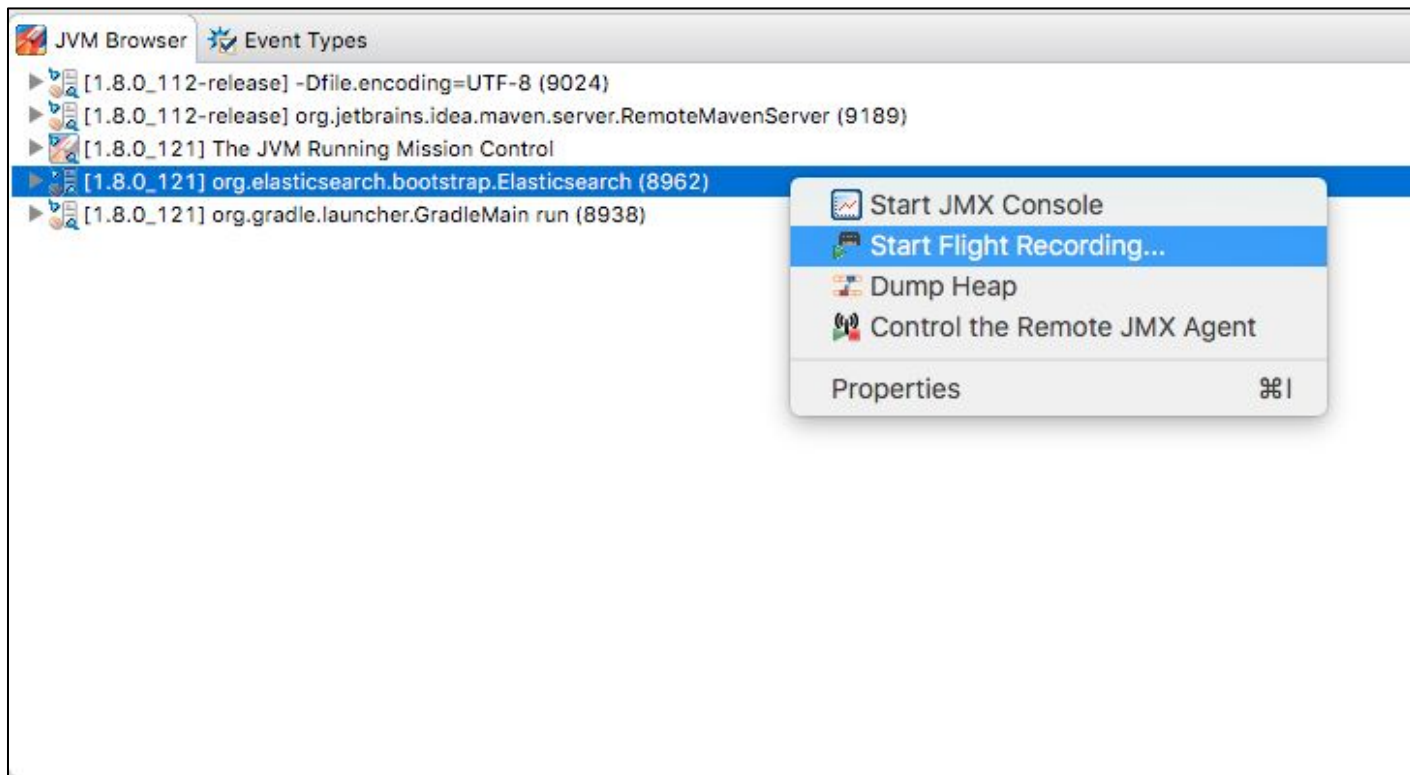 JVM Browser Event Types
[1.8.0_112-release] -Dfile.encoding=UTF-8 (9024)
[1.8.0_112-release] org.jetbrains.idea.maven.server.RemoteMavenServer (9189)
[1.8.0_121] The JVM Running Mission Control
[1.8.0_121] org.elasticsearch.bootstrap.Elasticsearch (8962)
[1.8.0_121] org.gradle.launcher.GradleMain run (8938)
Start JMX Console
Start Flight Recording...
Dump Heap
Control the Remote JMX Agent
Properties ⌘I